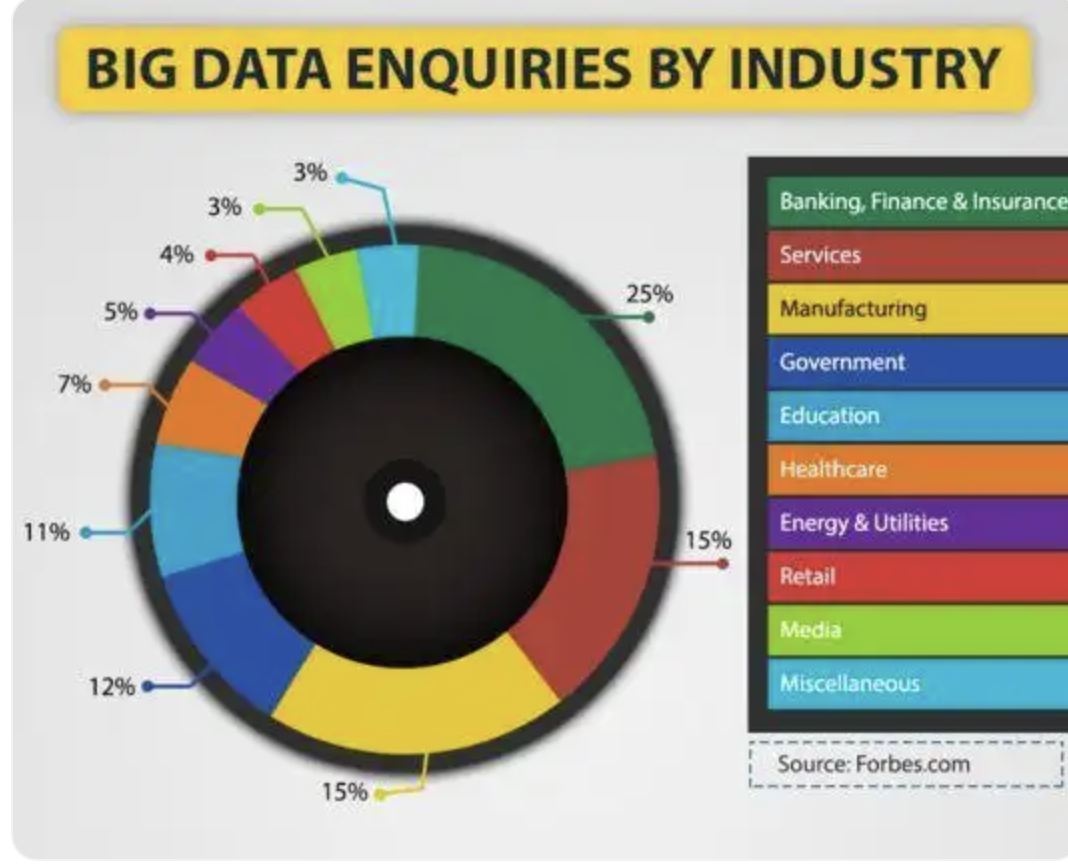 BIG DATA ENQUIRIES BY INDUSTRY
3%
3%
4%
5%
7%
11%
12%
15%
15%
25%
Banking, Finance & Insurance
Services
Manufacturing
Government
Education
Healthcare
Energy & Utilities
Retail
Media
Miscellaneous
Source: Forbes.com